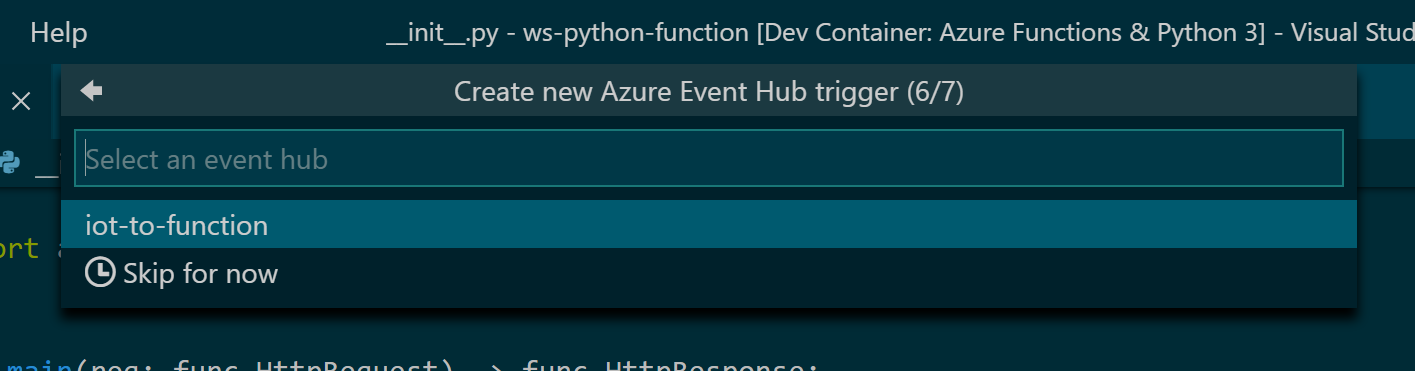 Help
__init__.py - ws-python-function [Dev Container: Azure Functions & Python 3] - Visual Stud
Create new Azure Event Hub trigger (6/7)
Select an event hub
iot-to-function
Skip for now
main(req: func.HttpRequest) -> func.HttpResponse: